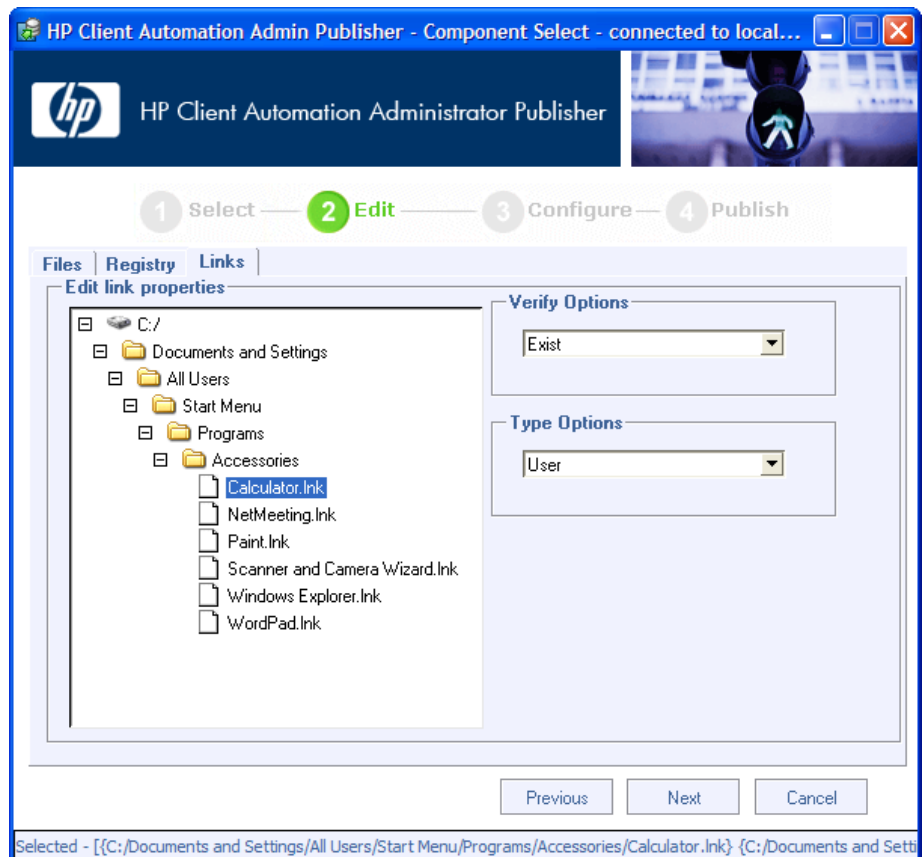 HP Client Automation Admin Publisher - Component Select - connected to local...
hp
HP Client Automation Administrator Publisher
1 Select
2 Edit
3 Configure
4 Publish
Files
Registry
Links
Edit link properties
C:/
Documents and Settings
All Users
Start Menu
Programs
Accessories
Calculator.lnk
NetMeeting.lnk
Paint.lnk
Scanner and Camera Wizard.lnk
Windows Explorer.lnk
WordPad.lnk
Verify Options
Exist
Type Options
User
Previous
Next
Cancel
Selected - [{C:/Documents and Settings/All Users/Start Menu/Programs/Accessories/Calculator.lnk} {C:/Documents and Setti